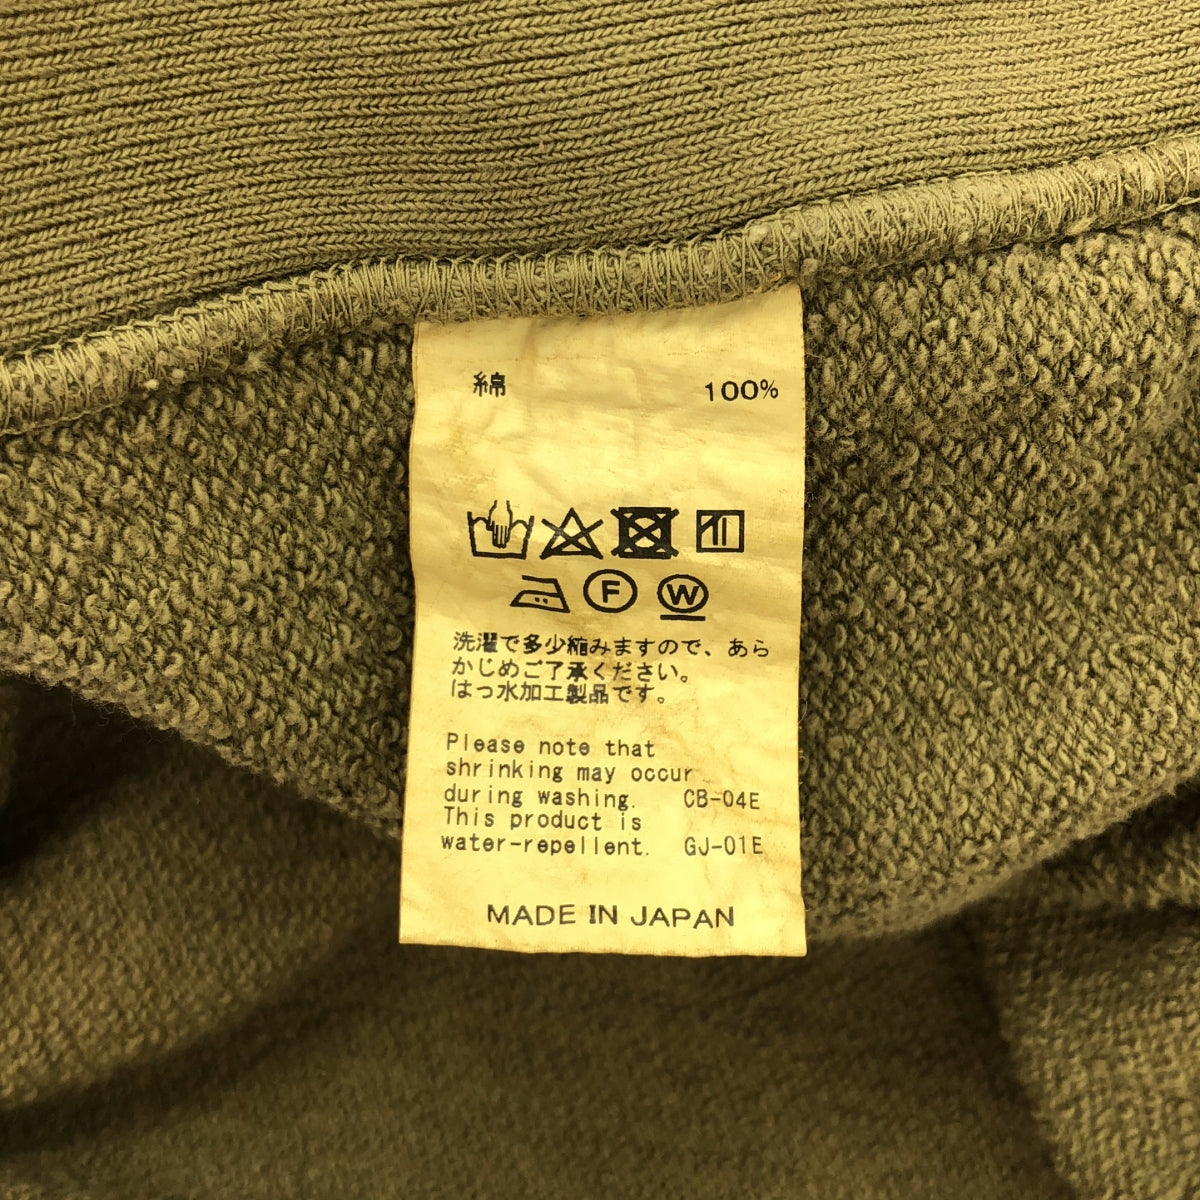 綿 100%
F W
洗濯で多少縮みますので、あら
かじめご了承ください。
はっ水加工製品です。
Please note that
shrinking may occur
during washing. CB-04E
This product is
water-repellent. GJ-01E
MADE IN JAPAN